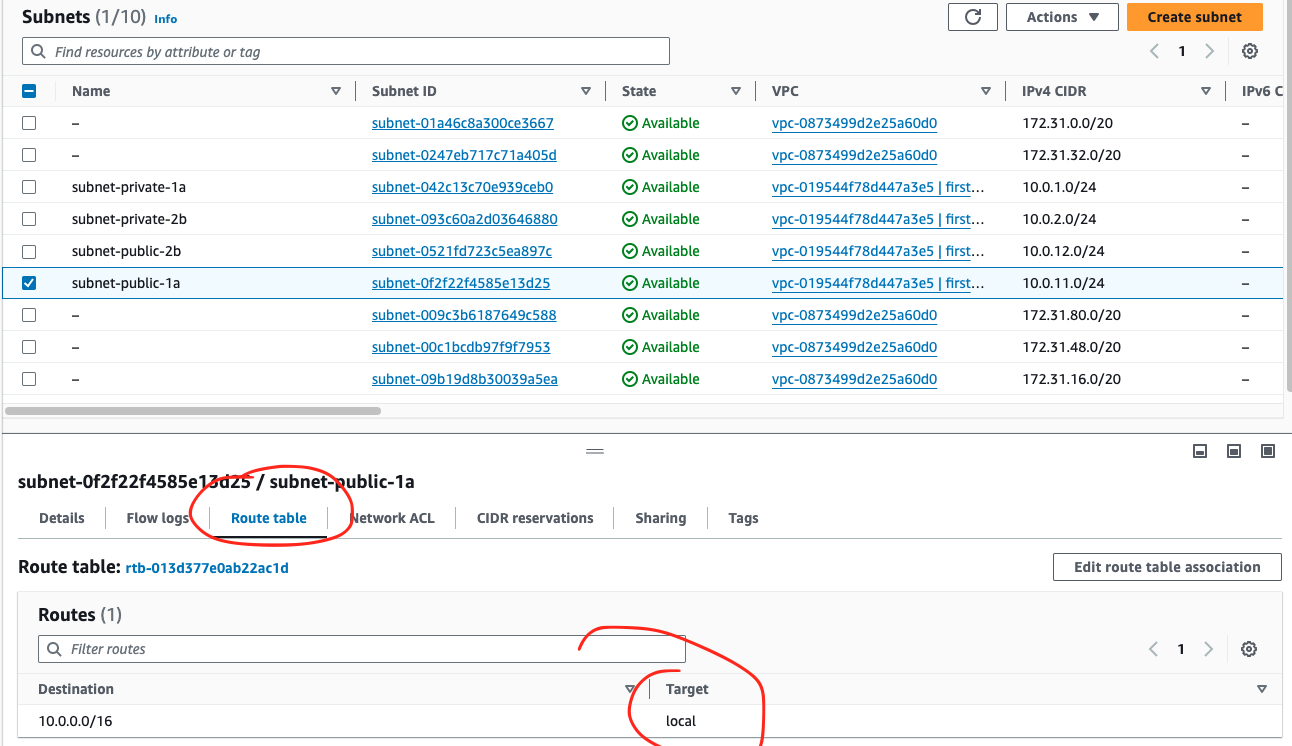 Subnets (1/10) Info
Actions
Create subnet
Find resources by attribute or tag
1
Name Subnet ID State VPC IPv4 CIDR IPv6 C
– subnet-01a46c8a300ce3667 Available vpc-0873499d2e25a60d0 172.31.0.0/20 –
– subnet-0247eb717c71a405d Available vpc-0873499d2e25a60d0 172.31.32.0/20 –
subnet-private-1a subnet-042c13c70e939ceb0 Available vpc-019544f78d447a3e5 | first... 10.0.1.0/24 –
subnet-private-2b subnet-093c60a2d03646880 Available vpc-019544f78d447a3e5 | first... 10.0.2.0/24 –
subnet-public-2b subnet-0521fd723c5ea897c Available vpc-019544f78d447a3e5 | first... 10.0.12.0/24 –
subnet-public-1a subnet-0f2f22f4585e13d25 Available vpc-019544f78d447a3e5 | first... 10.0.11.0/24 –
– subnet-009c3b6187649c588 Available vpc-0873499d2e25a60d0 172.31.80.0/20 –
– subnet-00c1bcdb97f9f7953 Available vpc-0873499d2e25a60d0 172.31.48.0/20 –
– subnet-09b19d8b30039a5ea Available vpc-0873499d2e25a60d0 172.31.16.0/20 –
subnet-0f2f22f4585e13d25 / subnet-public-1a
Details Flow logs Route table Network ACL CIDR reservations Sharing Tags
Route table: rtb-013d377e0ab22ac1d
Edit route table association
Routes (1)
Filter routes
1
Destination Target
10.0.0.0/16 local